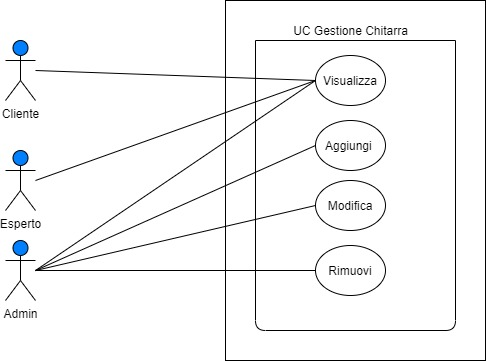 UC Gestione Chitarra
Cliente
Visualizza
Aggiungi
Esperto
Modifica
Admin
Rimuovi